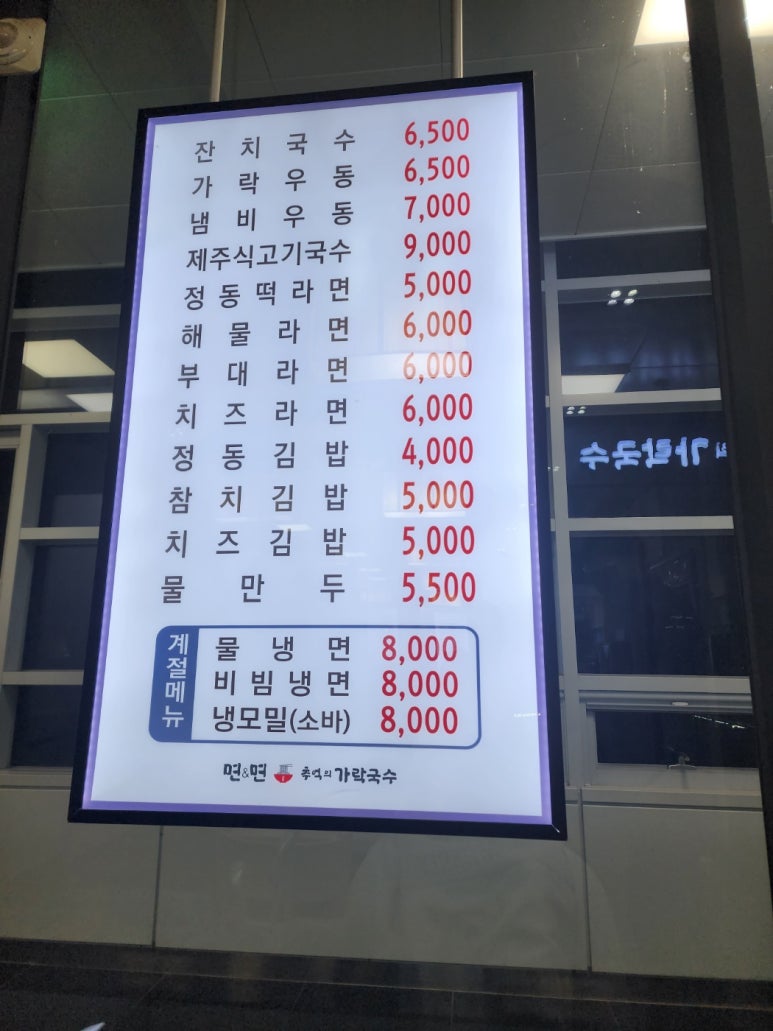 잔치국수 6,500
가락우동 6,500
냄비우동 7,000
제주식고기국수 9,000
정동떡라면 5,000
해물라면 6,000
부대라면 6,000
치즈라면 6,000
정동김밥 4,000
참치김밥 5,000
치즈김밥 5,000
물만두 5,500
계절메뉴
물냉면 8,000
비빔냉면 8,000
냉모밀(소바) 8,000
면&면 추억의 가락국수
의 가락국수